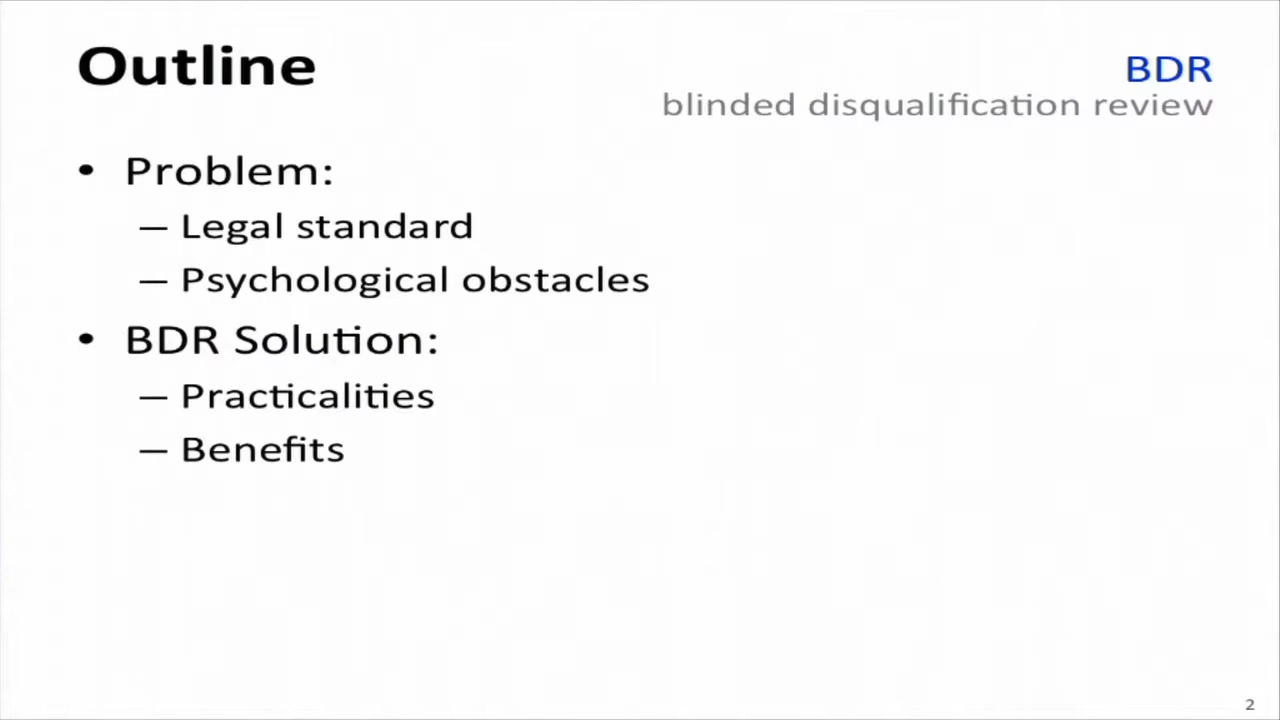 Outline
BDR
blinded disqualification review
• Problem:
– Legal standard
– Psychological obstacles
• BDR Solution:
– Practicalities
– Benefits
2